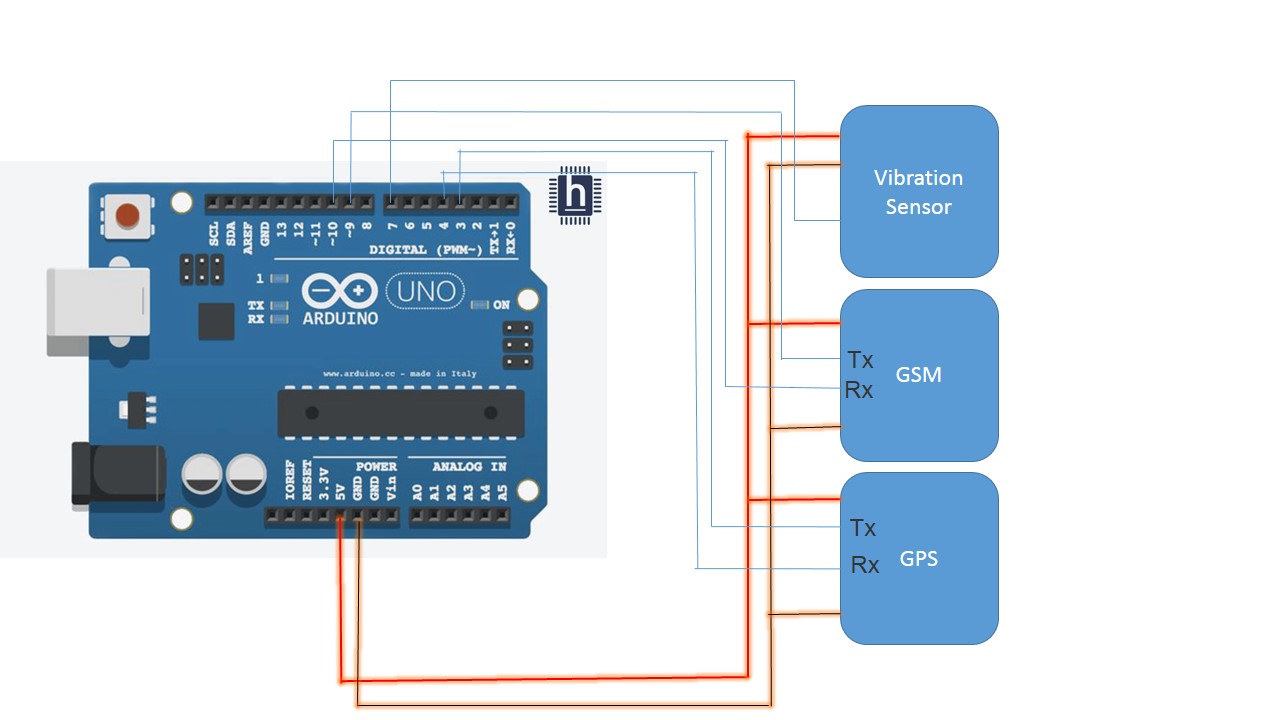 h
SCL
SDA
AREF
GND
13
12
~11
~10
~9
8
7
6
5
4
3
2
TX→1
RX←0
DIGITAL (PWM~)
1
TX
RX
UNO
ON
ARDUINO
www.arduino.cc - made in Italy
POWER
ANALOG IN
IOREF
RESET
3.3V
5V
GND
GND
Vin
A0
A1
A2
A3
A4
A5
Vibration
Sensor
Tx
Rx
GSM
Tx
Rx
GPS